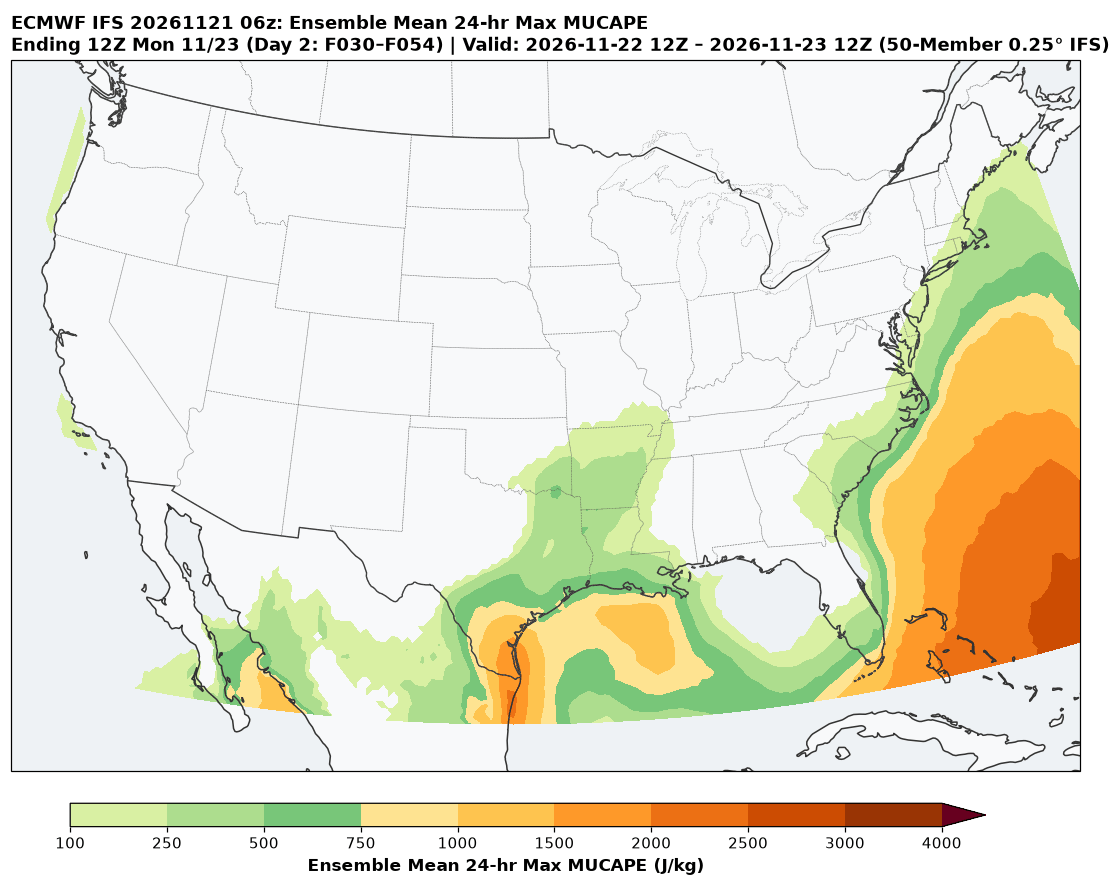 ECMWF IFS 20261121 06z: Ensemble Mean 24-hr Max MUCAPE
Ending 12Z Mon 11/23 (Day 2: F030–F054) | Valid: 2026-11-22 12Z – 2026-11-23 12Z (50-Member 0.25° IFS)
100 250 500 750 1000 1500 2000 2500 3000 4000
Ensemble Mean 24-hr Max MUCAPE (J/kg)